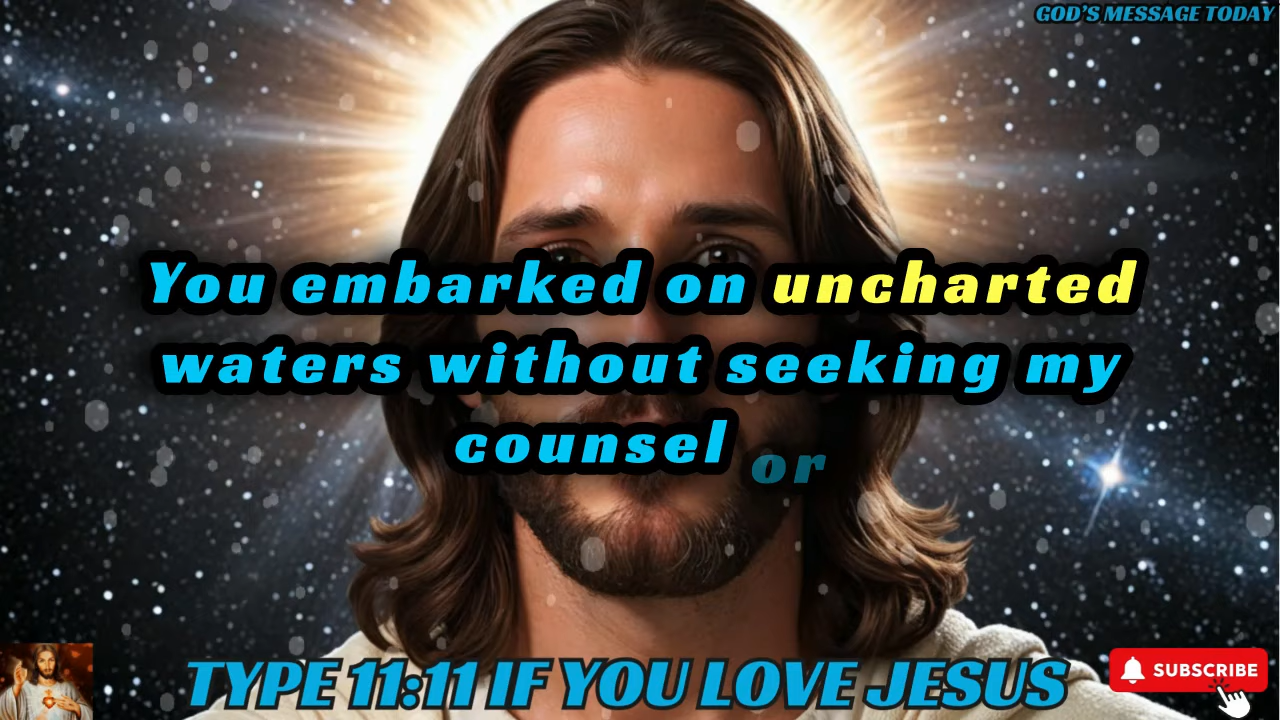 GOD'S MESSAGE TODAY
You embarked on uncharted
waters without seeking my
counsel or
TYPE 11:11 IF YOU LOVE JESUS
SUBSCRIBE